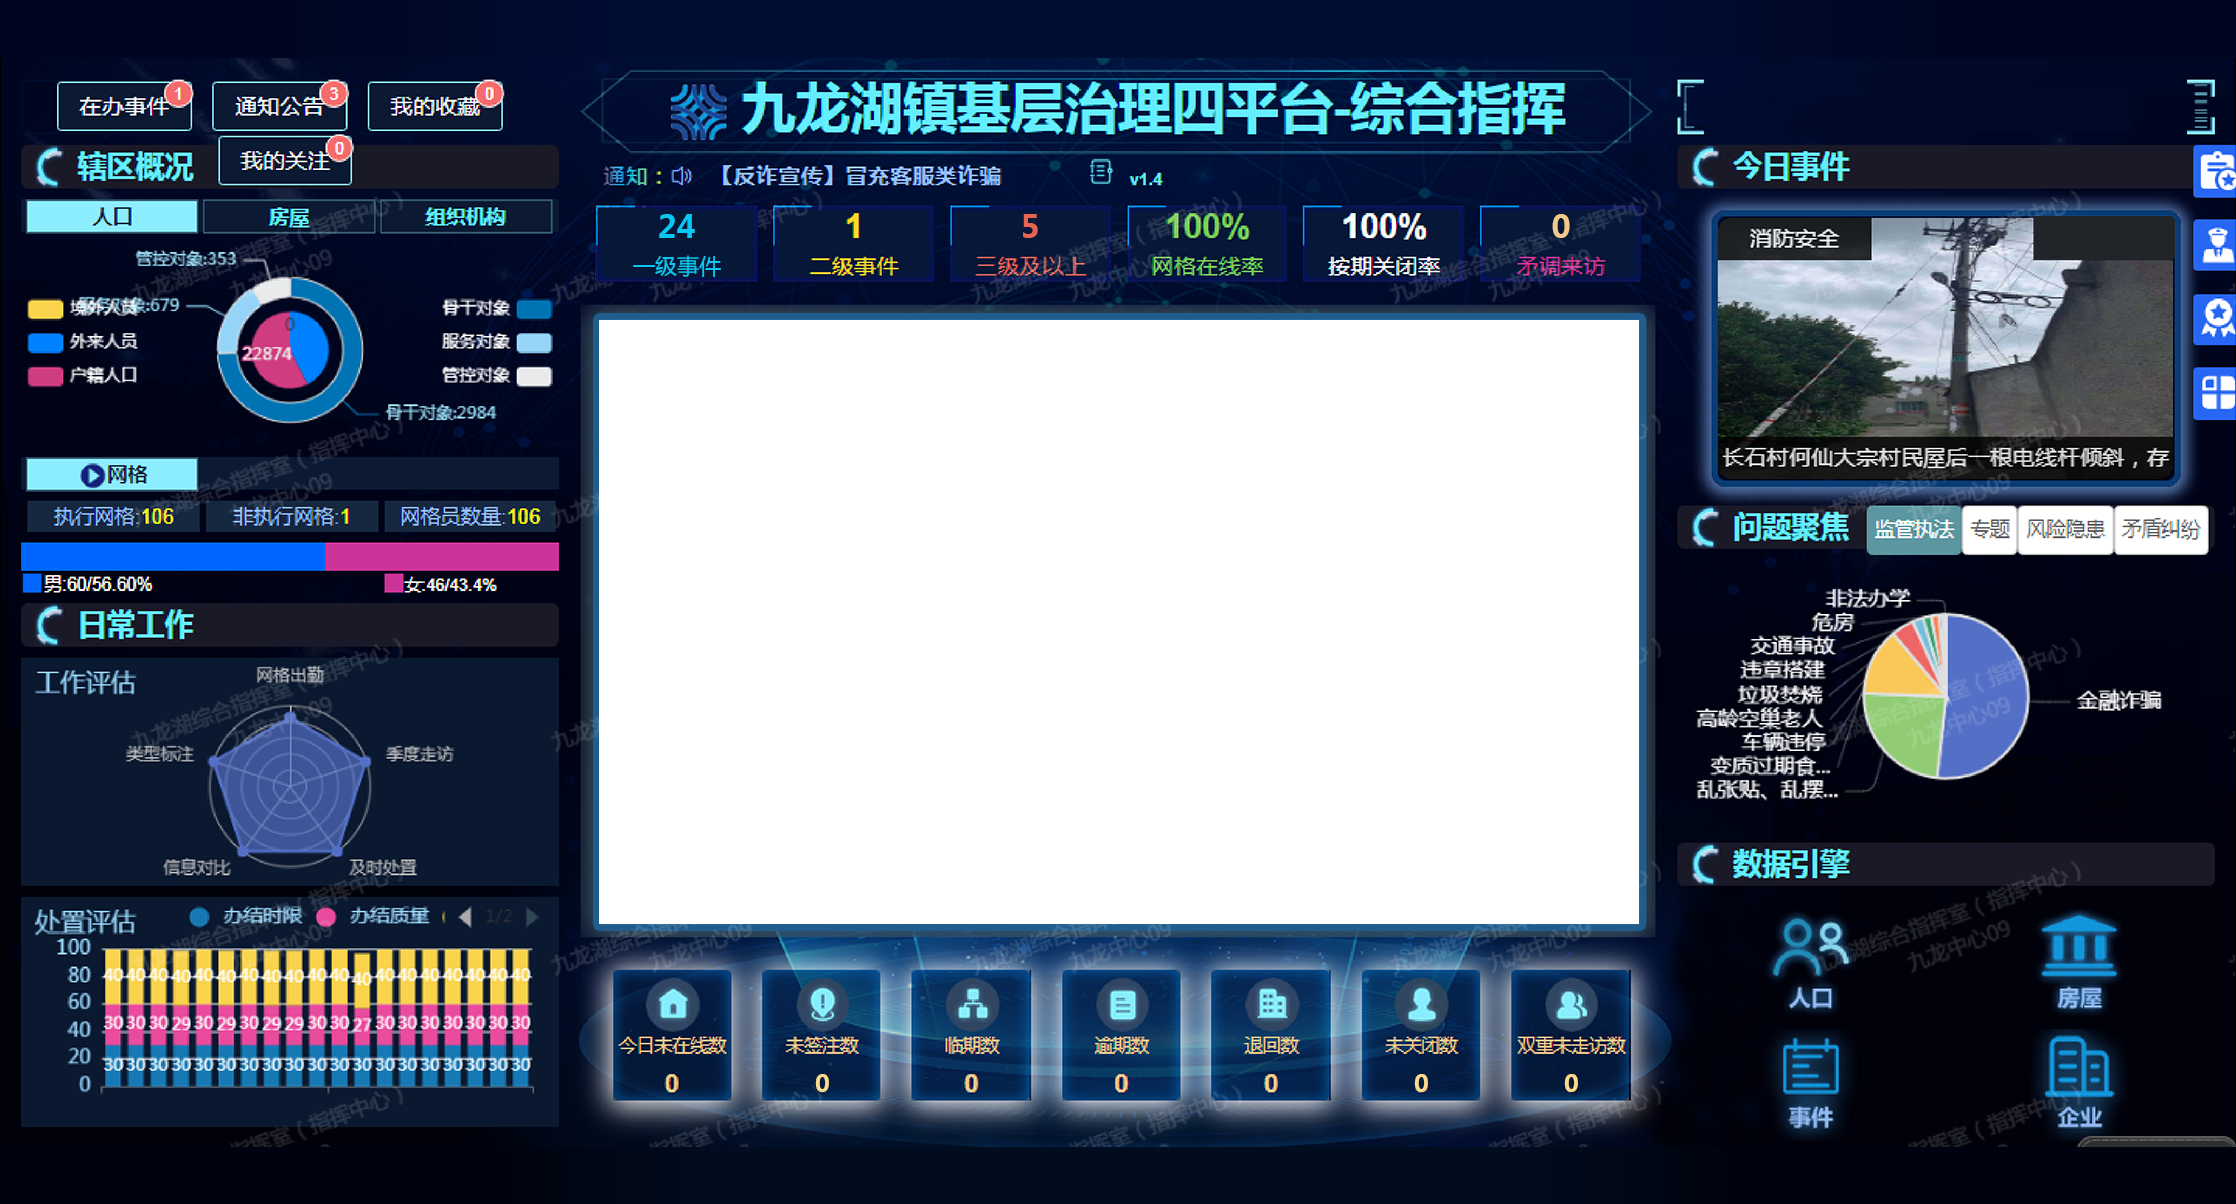 在办事件 1
通知公告 3
我的收藏 0
我的关注 0
九龙湖镇基层治理四平台-综合指挥
通知：
【反诈宣传】冒充客服类诈骗
v1.4
24
一级事件
1
二级事件
5
三级及以上
100%
网格在线率
100%
按期关闭率
0
矛调来访
辖区概况
人口
房屋
组织机构
管控对象:353
境外人员
外来人员
户籍人口
服务对象:679
0
22874
骨干对象
服务对象
管控对象
骨干对象:2984
网格
执行网格:106
非执行网格:1
网格员数量:106
男:60/56.60%
女:46/43.4%
日常工作
工作评估
网格出勤
类型标注
季度走访
信息对比
及时处置
处置评估
办结时限
办结质量
1/2
100
80
60
40
20
0
40 40 40 40 40 40 40 40 40 40 40 40 40 40 40 40 40 40 40
30 30 30 29 30 29 30 29 29 30 30 27 30 30 30 30 30 30 30
30 30 30 30 30 30 30 30 30 30 30 30 30 30 30 30 30 30 30
今日未在线数
0
未签注数
0
临期数
0
逾期数
0
退回数
0
未关闭数
0
双重未走访数
0
今日事件
消防安全
长石村何仙大宗村民屋后一根电线杆倾斜，存
问题聚焦
监管执法
专题
风险隐患
矛盾纠纷
非法办学
危房
交通事故
违章搭建
垃圾焚烧
高龄空巢老人
车辆违停
变质过期食...
乱张贴、乱摆...
金融诈骗
数据引擎
人口
房屋
事件
企业
九龙湖综合指挥室（指挥中心）
九龙中心09